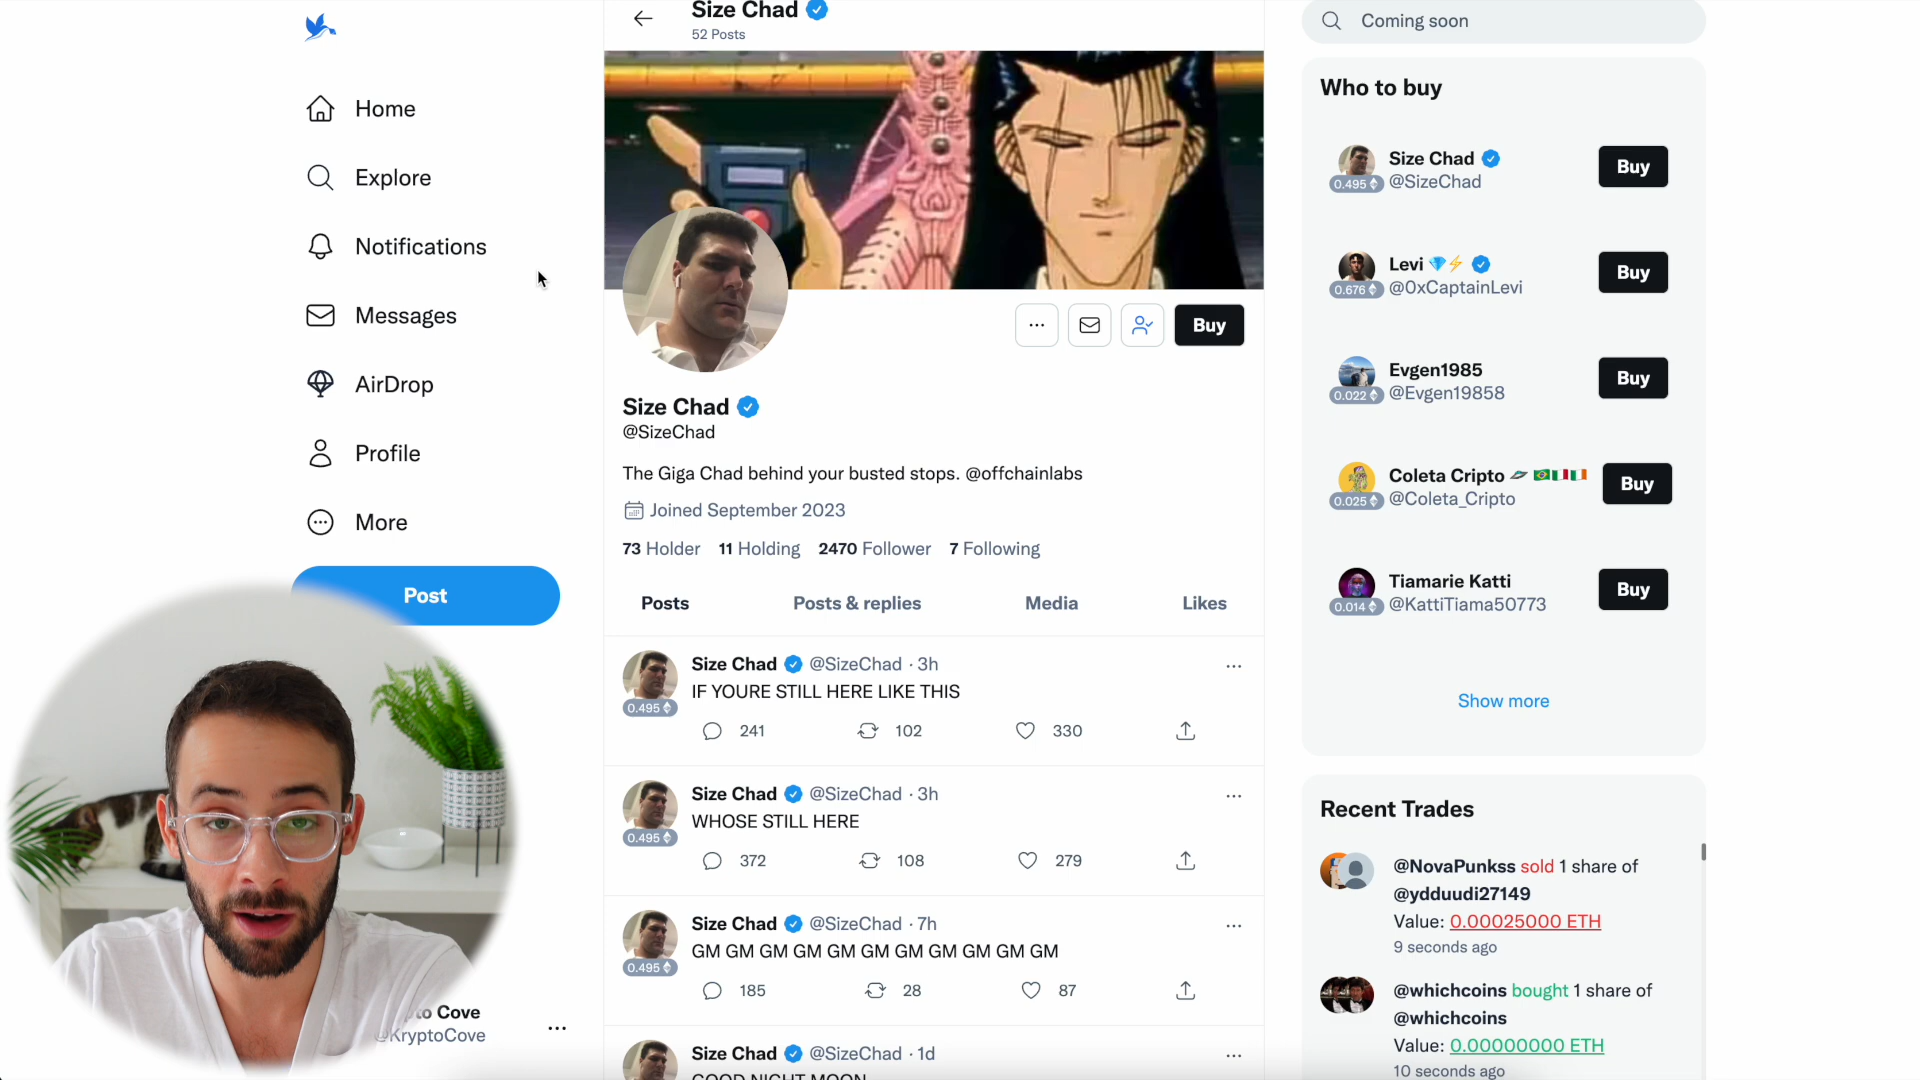 Home
Explore
Notifications
Messages
AirDrop
Profile
More
Post
to Cove
@KryptoCove
Size Chad
52 Posts
Buy
Size Chad
@SizeChad
The Giga Chad behind your busted stops. @offchainlabs
Joined September 2023
73 Holder 11 Holding 2470 Follower 7 Following
Posts Posts & replies Media Likes
Size Chad @SizeChad · 3h
IF YOURE STILL HERE LIKE THIS
0.495
241 102 330
Size Chad @SizeChad · 3h
WHOSE STILL HERE
0.495
372 108 279
Size Chad @SizeChad · 7h
GM GM GM GM GM GM GM GM GM GM GM
0.495
185 28 87
Size Chad @SizeChad · 1d
GOOD NIGHT MOON
Coming soon
Who to buy
Size Chad
0.495 @SizeChad
Buy
Levi
0.676 @0xCaptainLevi
Buy
Evgen1985
0.022 @Evgen19858
Buy
Coleta Cripto
0.025 @Coleta_Cripto
Buy
Tiamarie Katti
0.014 @KattiTiama50773
Buy
Show more
Recent Trades
@NovaPunkss sold 1 share of
@ydduudi27149
Value: 0.00025000 ETH
9 seconds ago
@whichcoins bought 1 share of
@whichcoins
Value: 0.00000000 ETH
10 seconds ago